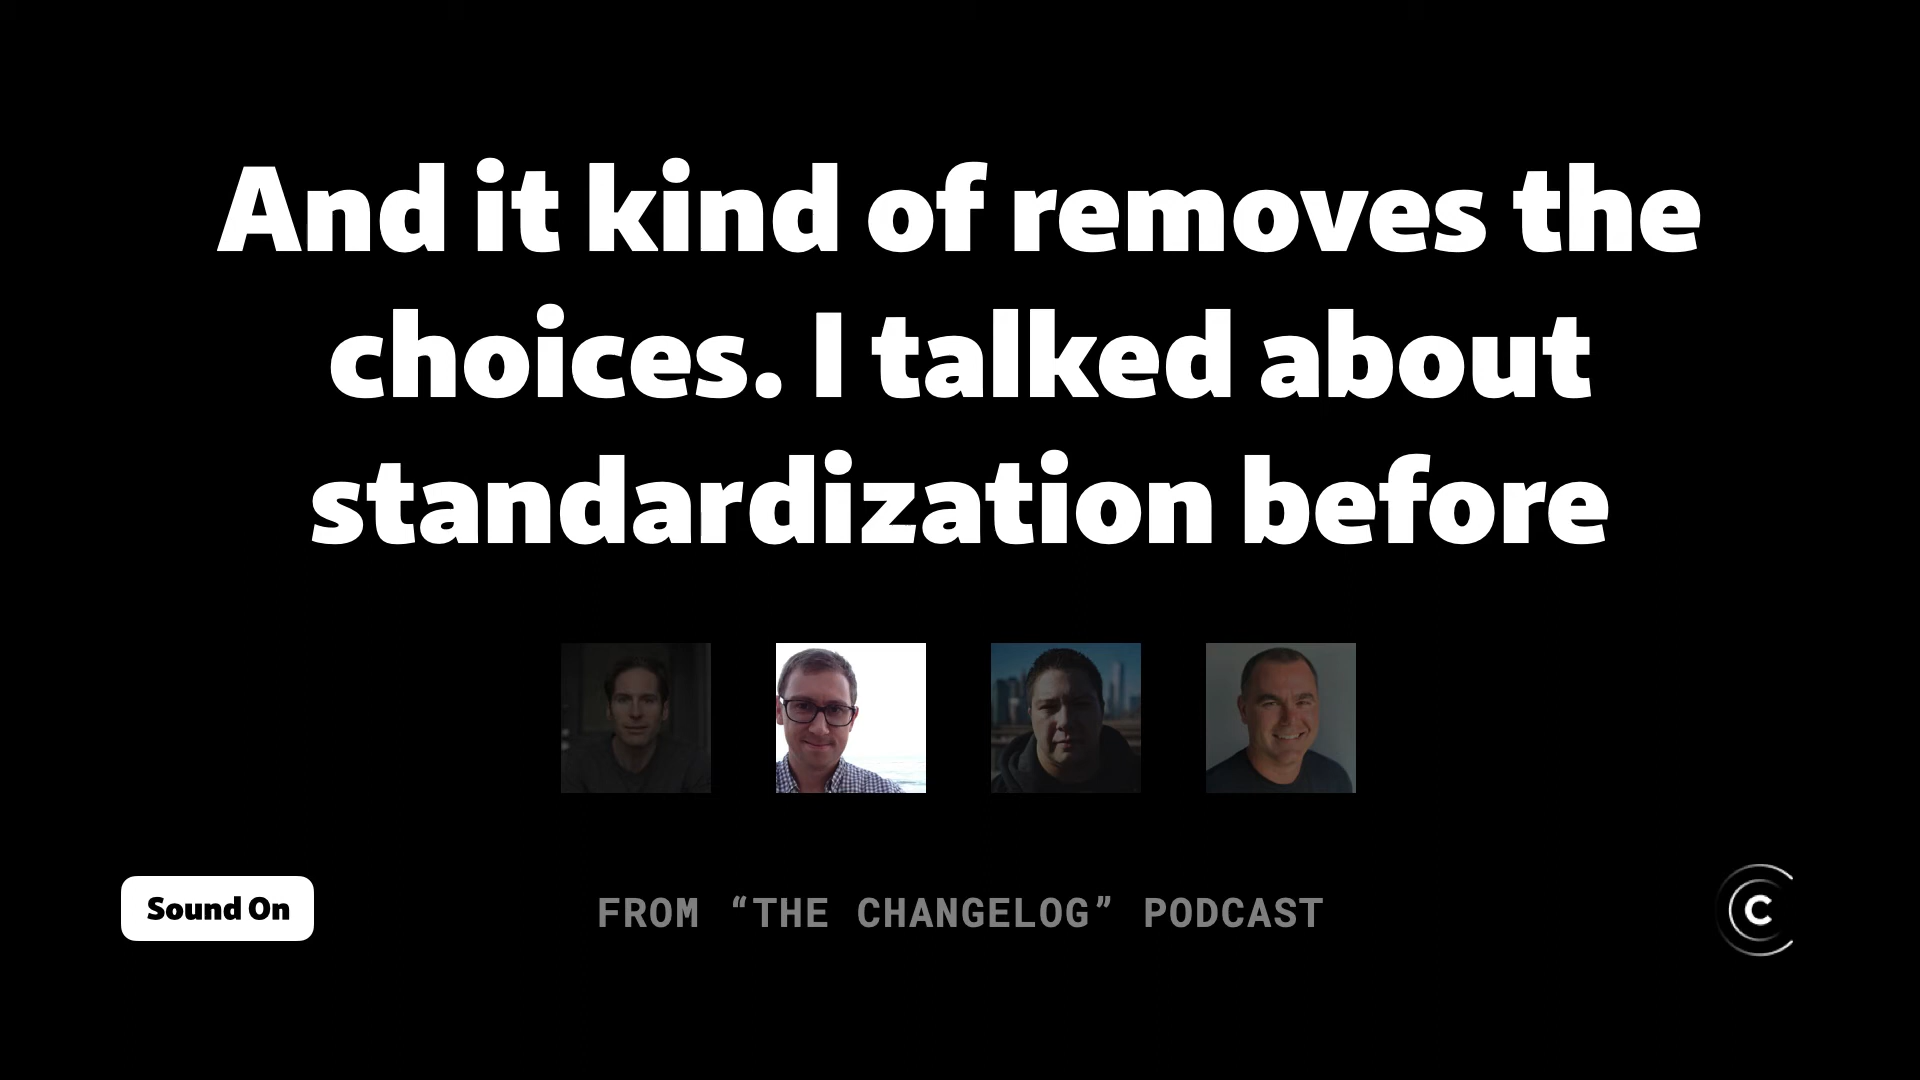 And it kind of removes the
choices. I talked about
standardization before
Sound On
FROM “THE CHANGELOG” PODCAST
C